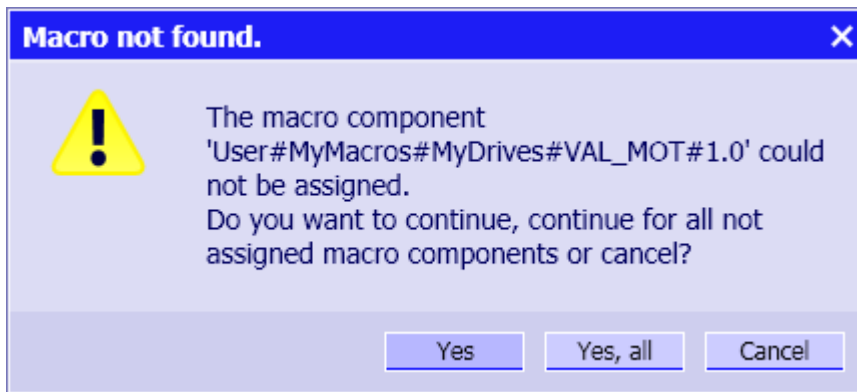 Macro not found.
The macro component
'User#MyMacros#MyDrives#VAL_MOT#1.0' could
not be assigned.
Do you want to continue, continue for all not
assigned macro components or cancel?
Yes
Yes, all
Cancel